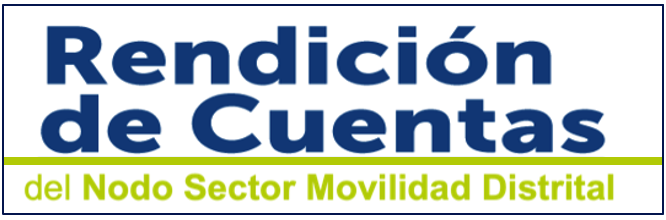 Rendición
de Cuentas
del Nodo Sector Movilidad Distrital